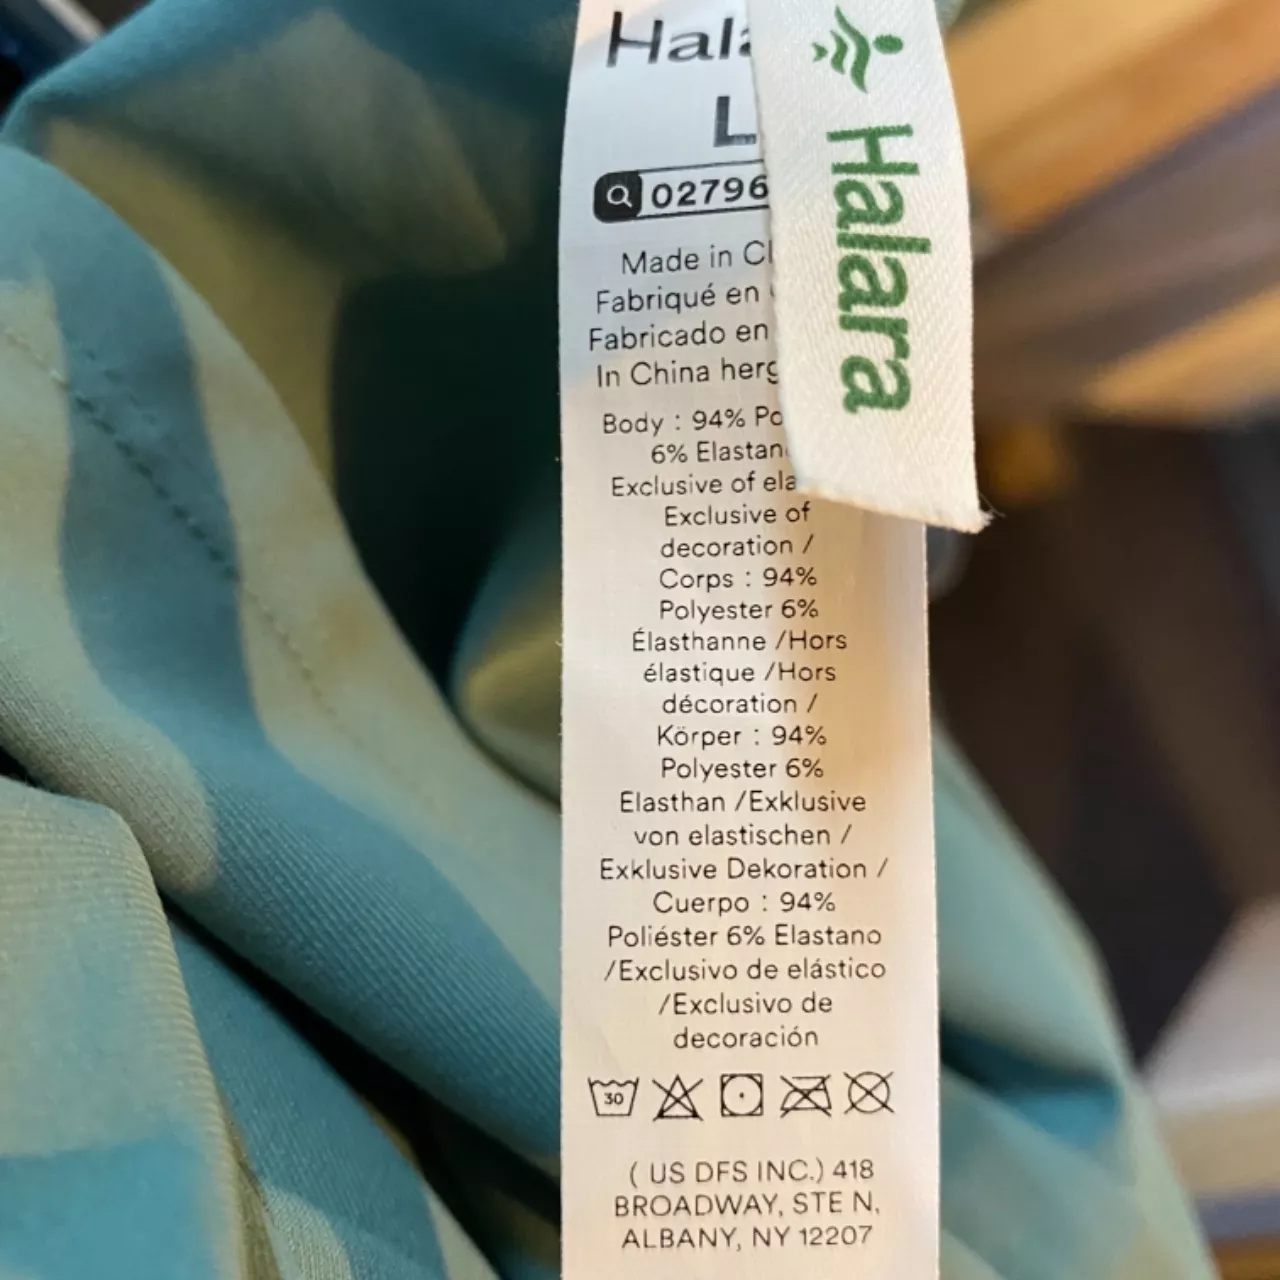 Hala
L
02796
Made in Ch
Fabriqué en
Fabricado en
In China herg
Body : 94% Po
6% Elastan
Exclusive of ela
Exclusive of
decoration /
Corps : 94%
Polyester 6%
Élasthanne /Hors
élastique /Hors
décoration /
Körper : 94%
Polyester 6%
Elasthan /Exklusive
von elastischen /
Exklusive Dekoration /
Cuerpo : 94%
Poliéster 6% Elastano
/Exclusivo de elástico
/Exclusivo de
decoración
30
( US DFS INC.) 418
BROADWAY, STE N,
ALBANY, NY 12207
Halara